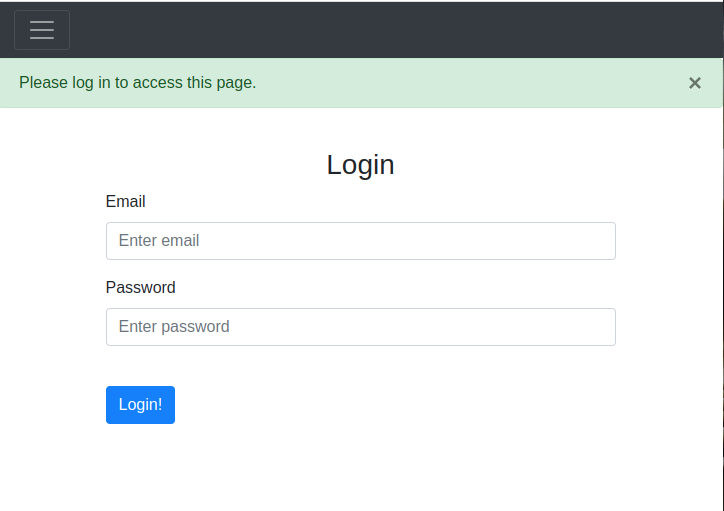 Please log in to access this page.
×
Login
Email
Enter email
Password
Enter password
Login!